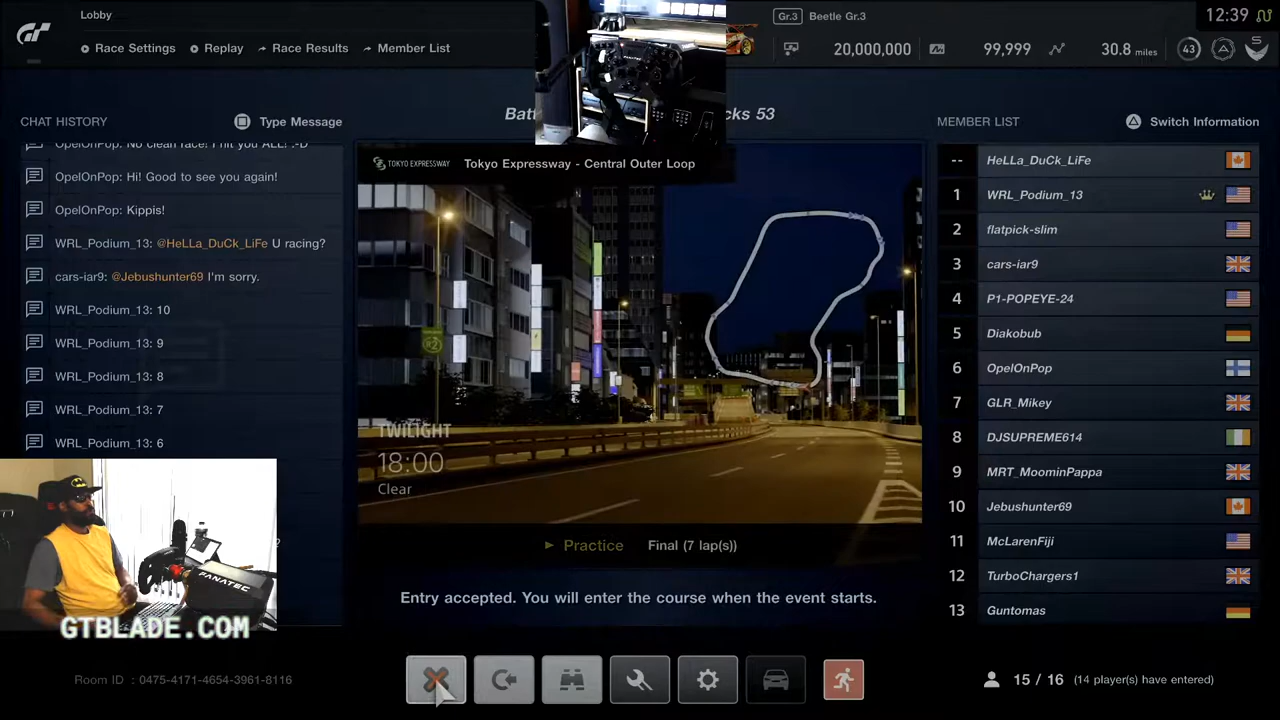 Lobby
Race Settings
Replay
Race Results
Member List
Gr.3
Beetle Gr.3
12:39
20,000,000
99,999
30.8 miles
43
A
S
CHAT HISTORY
Type Message
cks 53
MEMBER LIST
Switch Information
OpelOnPop: No clean race! I hit you ALL! :-D
OpelOnPop: Hi! Good to see you again!
OpelOnPop: Kippis!
WRL_Podium_13: @HeLLa_DuCk_LiFe U racing?
cars-iar9: @Jebushunter69 I'm sorry.
WRL_Podium_13: 10
WRL_Podium_13: 9
WRL_Podium_13: 8
WRL_Podium_13: 7
WRL_Podium_13: 6
FANATEC
GTBLADE.COM
TOKYO EXPRESSWAY
Tokyo Expressway - Central Outer Loop
TWILIGHT
18:00
Clear
Practice
Final (7 lap(s))
Entry accepted. You will enter the course when the event starts.
-- HeLLa_DuCk_LiFe
1 WRL_Podium_13
2 flatpick-slim
3 cars-iar9
4 P1-POPEYE-24
5 Diakobub
6 OpelOnPop
7 GLR_Mikey
8 DJSUPREME614
9 MRT_MoominPappa
10 Jebushunter69
11 McLarenFiji
12 TurboChargers1
13 Guntomas
Room ID : 0475-4171-4654-3961-8116
15 / 16 (14 player(s) have entered)